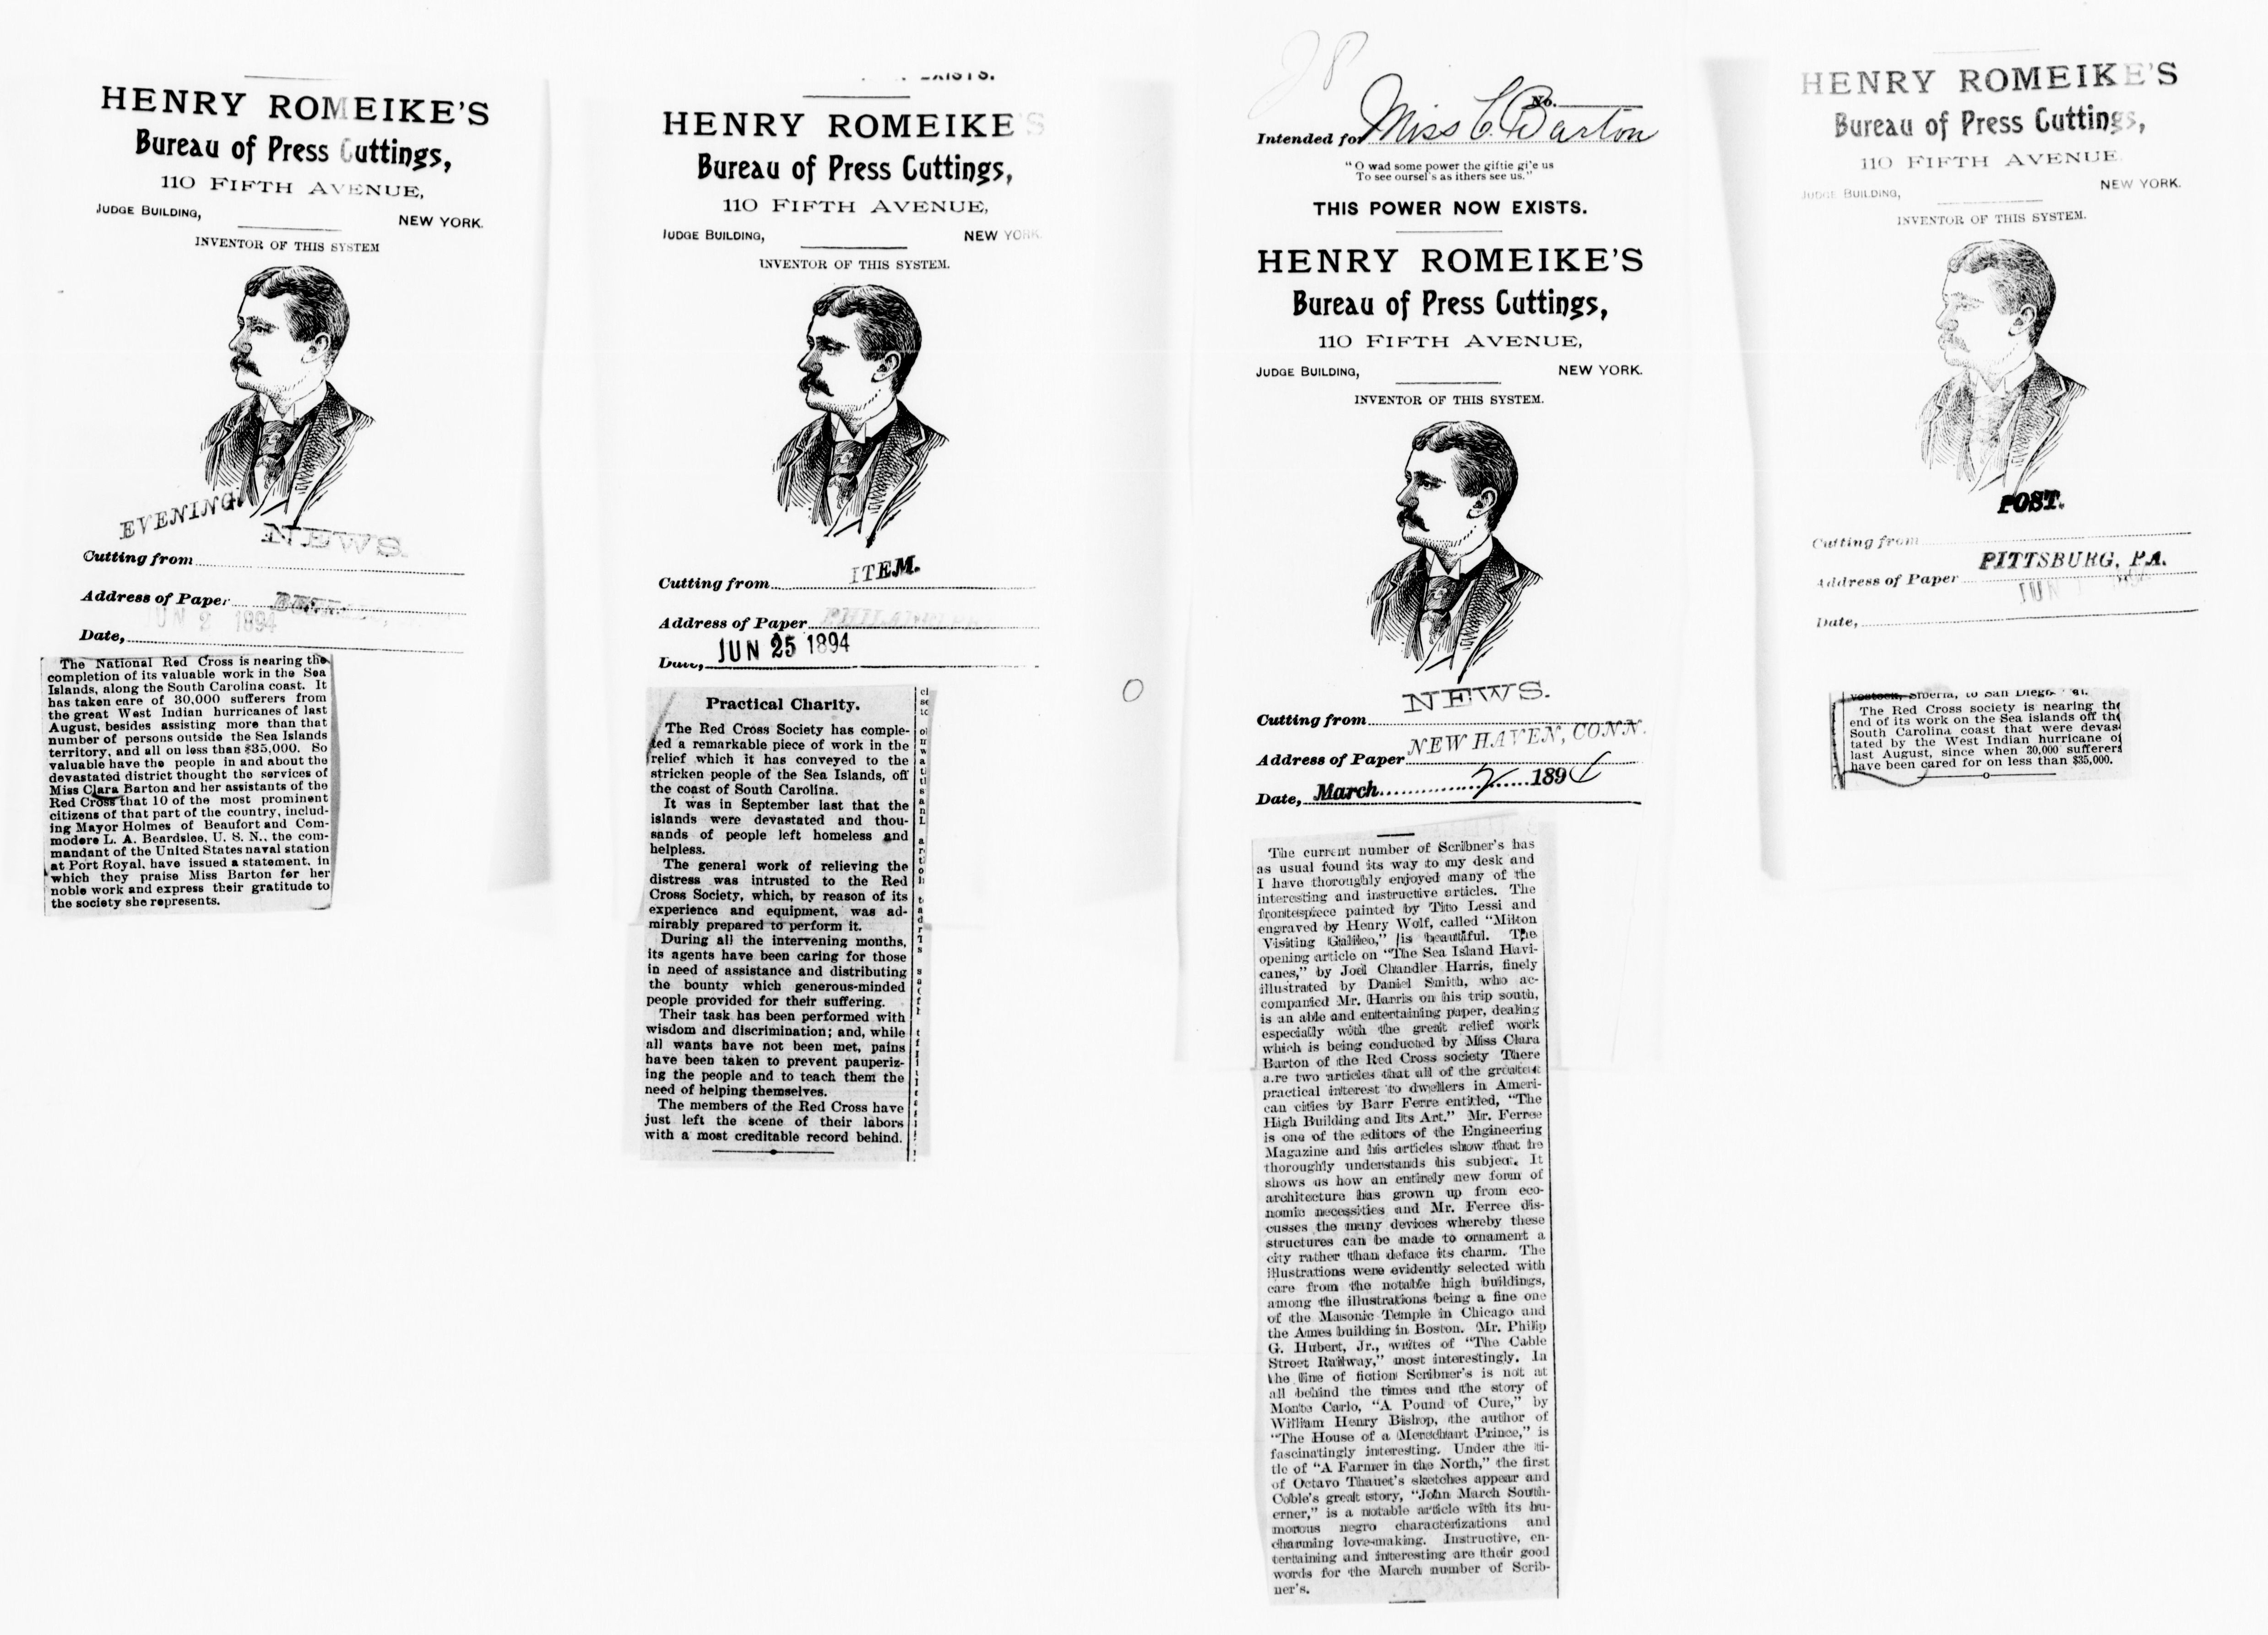 HENRY ROMEIKE'S
Bureau of Press Cuttings,
110 FIFTH AVENUE,
JUDGE BUILDING, NEW YORK.
INVENTOR OF THIS SYSTEM
EVENING
NEWS.
Cutting from
Address of Paper
JUN 2 1894
Date,
The National Red Cross is nearing the
completion of its valuable work in the Sea
Islands, along the South Carolina coast. It
has taken care of 30,000 sufferers from
the great West Indian hurricanes of last
August, besides assisting more than that
number of persons outside the Sea Islands
territory, and all on less than $35,000. So
valuable have the people in and about the
devastated district thought the services of
Miss Clara Barton and her assistants of the
Red Cross that 10 of the most prominent
citizens of that part of the country, includ-
ing Mayor Holmes of Beaufort and Com-
modore L. A. Beardslee, U. S. N., the com-
mandant of the United States naval station
at Port Royal, have issued a statement, in
which they praise Miss Barton for her
noble work and express their gratitude to
the society she represents.
EXISTS.
HENRY ROMEIKE'S
Bureau of Press Cuttings,
110 FIFTH AVENUE,
JUDGE BUILDING, NEW YORK.
INVENTOR OF THIS SYSTEM.
ITEM.
Cutting from
Address of Paper PHILADELPHIA
JUN 25 1894
Date,
Practical Charity.
The Red Cross Society has comple-
ted a remarkable piece of work in the
relief which it has conveyed to the
stricken people of the Sea Islands, off
the coast of South Carolina.
It was in September last that the
islands were devastated and thou-
sands of people left homeless and
helpless.
The general work of relieving the
distress was intrusted to the Red
Cross Society, which, by reason of its
experience and equipment, was ad-
mirably prepared to perform it.
During all the intervening months,
its agents have been caring for those
in need of assistance and distributing
the bounty which generous-minded
people provided for their suffering.
Their task has been performed with
wisdom and discrimination; and, while
all wants have not been met, pains
have been taken to prevent pauperiz-
ing the people and to teach them the
need of helping themselves.
The members of the Red Cross have
just left the scene of their labors
with a most creditable record behind.
No.
Intended for Miss C. Barton
"O wad some power the giftie gi'e us
To see oursel's as ithers see us."
THIS POWER NOW EXISTS.
HENRY ROMEIKE'S
Bureau of Press Cuttings,
110 FIFTH AVENUE,
JUDGE BUILDING, NEW YORK.
INVENTOR OF THIS SYSTEM.
NEWS.
Cutting from
NEW HAVEN, CONN.
Address of Paper
Date, March 2 1894
The current number of Scribner's has
as usual found its way to my desk and
I have thoroughly enjoyed many of the
interesting and instructive articles. The
frontispiece painted by Tito Lessi and
engraved by Henry Wolf, called "Milton
Visiting Galileo," is beautiful. The
opening article on "The Sea Island Havi-
canes," by Joel Chandler Harris, finely
illustrated by Daniel Smith, who ac-
companied Mr. Harris on his trip south,
is an able and entertaining paper, dealing
especially with the great relief work
which is being conducted by Miss Clara
Barton of the Red Cross society There
are two articles that all of the greatest
practical interest to dwellers in Ameri-
can cities by Barr Ferre entitled, "The
High Building and Its Art." Mr. Ferree
is one of the editors of the Engineering
Magazine and his articles show that he
thoroughly understands his subject. It
shows us how an entirely new form of
architecture has grown up from eco-
nomic necessities and Mr. Ferree dis-
cusses the many devices whereby these
structures can be made to ornament a
city rather than deface its charm. The
illustrations were evidently selected with
care from the notable high buildings,
among the illustrations being a fine one
of the Masonic Temple in Chicago and
the Ames building in Boston. Mr. Philip
G. Hubert, Jr., writes of "The Cable
Street Railway," most interestingly. In
the line of fiction Scribner's is not at
all behind the times and the story of
Monte Carlo, "A Pound of Cure," by
William Henry Bishop, the author of
"The House of a Merchant Prince," is
fascinatingly interesting. Under the ti-
tle of "A Farmer in the North," the first
of Octavo Thanet's sketches appear and
Cable's great story, "John March South-
erner," is a notable article with its hu-
morous negro characterizations and
charming love-making. Instructive, en-
tertaining and interesting are their good
words for the March number of Scrib-
ner's.
HENRY ROMEIKE'S
Bureau of Press Cuttings,
110 FIFTH AVENUE
JUDGE BUILDING, NEW YORK.
INVENTOR OF THIS SYSTEM.
POST.
Cutting from
PITTSBURG, PA.
Address of Paper
JUN
Date,
Siberia, to San Diego
The Red Cross society is nearing the
end of its work on the Sea islands off the
South Carolina coast that were devas-
tated by the West Indian hurricane of
last August, since when 30,000 sufferers
have been cared for on less than $35,000.